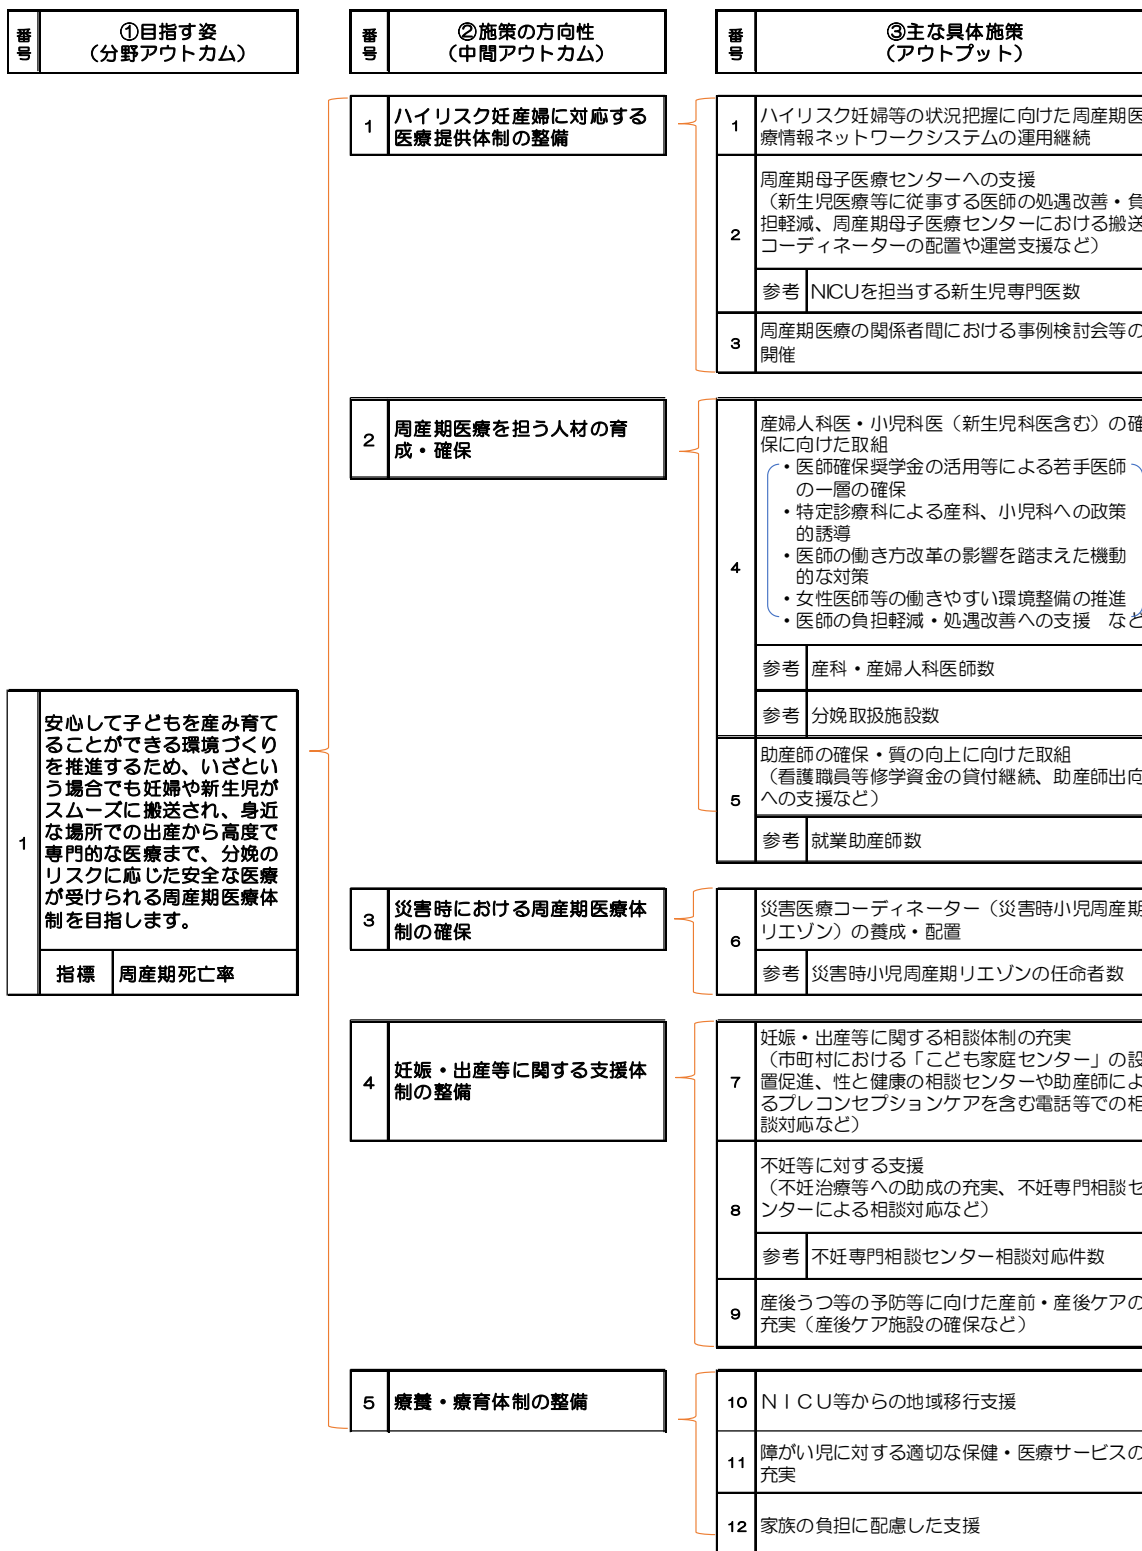 番号
①目指す姿
（分野アウトカム）
番号
②施策の方向性
（中間アウトカム）
番号
③主な具体施策
（アウトプット）
1
安心して子どもを産み育て
ることができる環境づくり
を推進するため、いざとい
う場合でも妊婦や新生児が
スムーズに搬送され、身近
な場所での出産から高度で
専門的な医療まで、分娩の
リスクに応じた安全な医療
が受けられる周産期医療体
制を目指します。
指標 周産期死亡率
1
ハイリスク妊産婦に対応する
医療提供体制の整備
1
ハイリスク妊婦等の状況把握に向けた周産期医
療情報ネットワークシステムの運用継続
2
周産期母子医療センターへの支援
（新生児医療等に従事する医師の処遇改善・負
担軽減、周産期母子医療センターにおける搬送
コーディネーターの配置や運営支援など）
参考 NICUを担当する新生児専門医数
3
周産期医療の関係者間における事例検討会等の
開催
2
周産期医療を担う人材の育
成・確保
4
産婦人科医・小児科医（新生児科医含む）の確
保に向けた取組
・医師確保奨学金の活用等による若手医師
の一層の確保
・特定診療科による産科、小児科への政策
的誘導
・医師の働き方改革の影響を踏まえた機動
的な対策
・女性医師等の働きやすい環境整備の推進
・医師の負担軽減・処遇改善への支援　など
参考 産科・産婦人科医師数
参考 分娩取扱施設数
5
助産師の確保・質の向上に向けた取組
（看護職員等修学資金の貸付継続、助産師出向
への支援など）
参考 就業助産師数
3
災害時における周産期医療体
制の確保
6
災害医療コーディネーター（災害時小児周産期
リエゾン）の養成・配置
参考 災害時小児周産期リエゾンの任命者数
4
妊娠・出産等に関する支援体
制の整備
7
妊娠・出産等に関する相談体制の充実
（市町村における「こども家庭センター」の設
置促進、性と健康の相談センターや助産師によ
るプレコンセプションケアを含む電話等での相
談対応など）
8
不妊等に対する支援
（不妊治療等への助成の充実、不妊専門相談セ
ンターによる相談対応など）
参考 不妊専門相談センター相談対応件数
9
産後うつ等の予防等に向けた産前・産後ケアの
充実（産後ケア施設の確保など）
5
療養・療育体制の整備
10
ＮＩＣＵ等からの地域移行支援
11
障がい児に対する適切な保健・医療サービスの
充実
12
家族の負担に配慮した支援